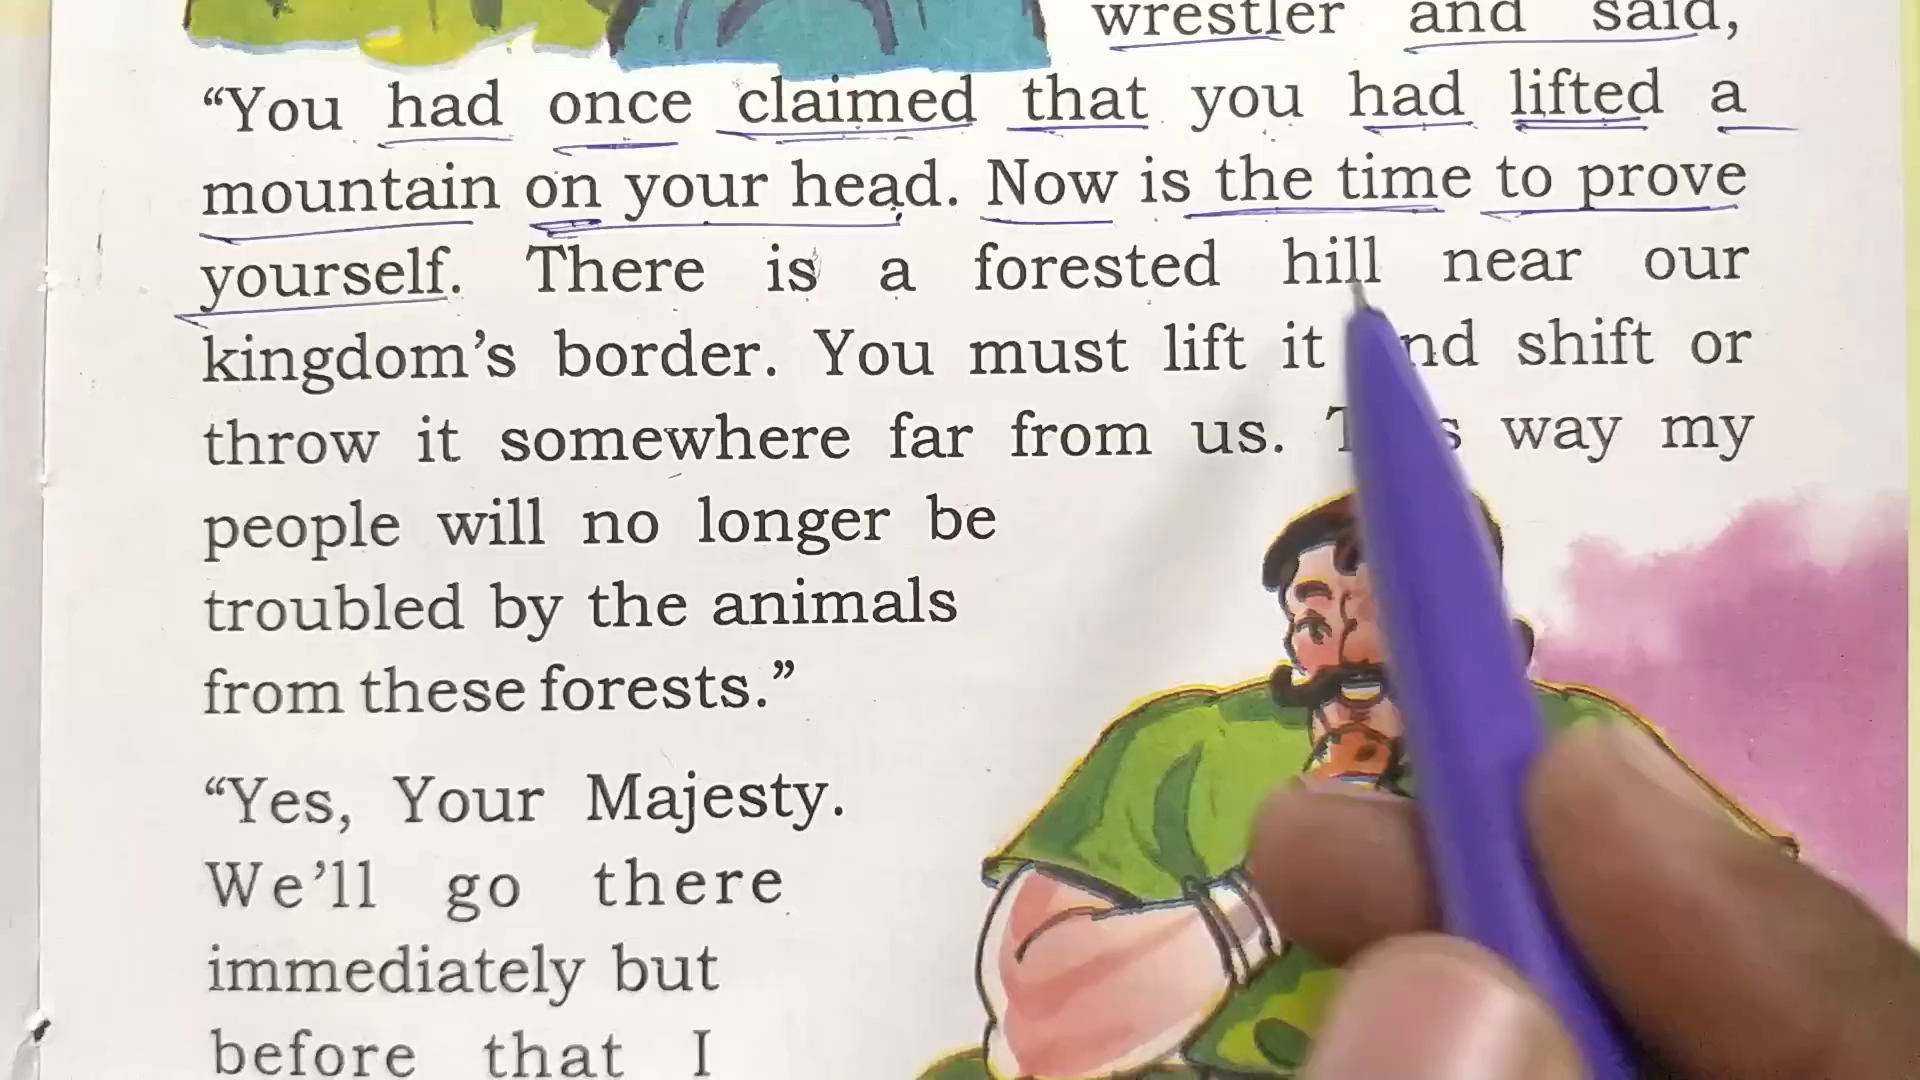 wrestler and said,
“You had once claimed that you had lifted a
mountain on your head. Now is the time to prove
yourself. There is a forested hill near our
kingdom’s border. You must lift it shift or
throw it somewhere far from us. way my
people will no longer be
troubled by the animals
from these forests.”
“Yes, Your Majesty.
We’ll go there
immediately but
before that I